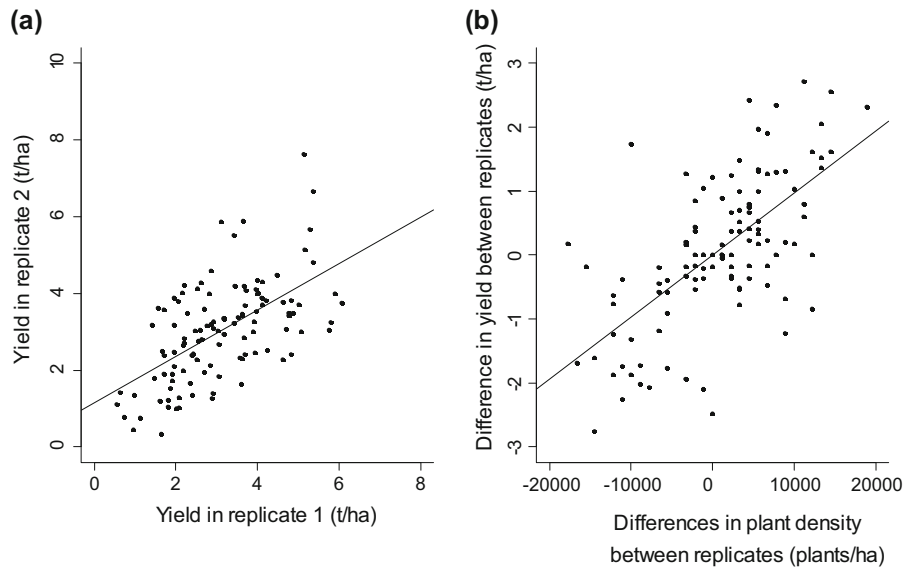 (a)
Yield in replicate 2 (t/ha)
10
8
6
4
2
0
0 2 4 6 8
Yield in replicate 1 (t/ha)
(b)
Difference in yield between replicates (t/ha)
3
2
1
0
-1
-2
-3
-20000 -10000 0 10000 20000
Differences in plant density
between replicates (plants/ha)